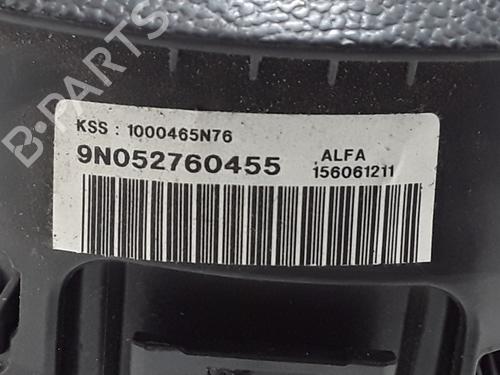 B-PARTS
KSS : 1000465N76
9N052760455
ALFA
156061211